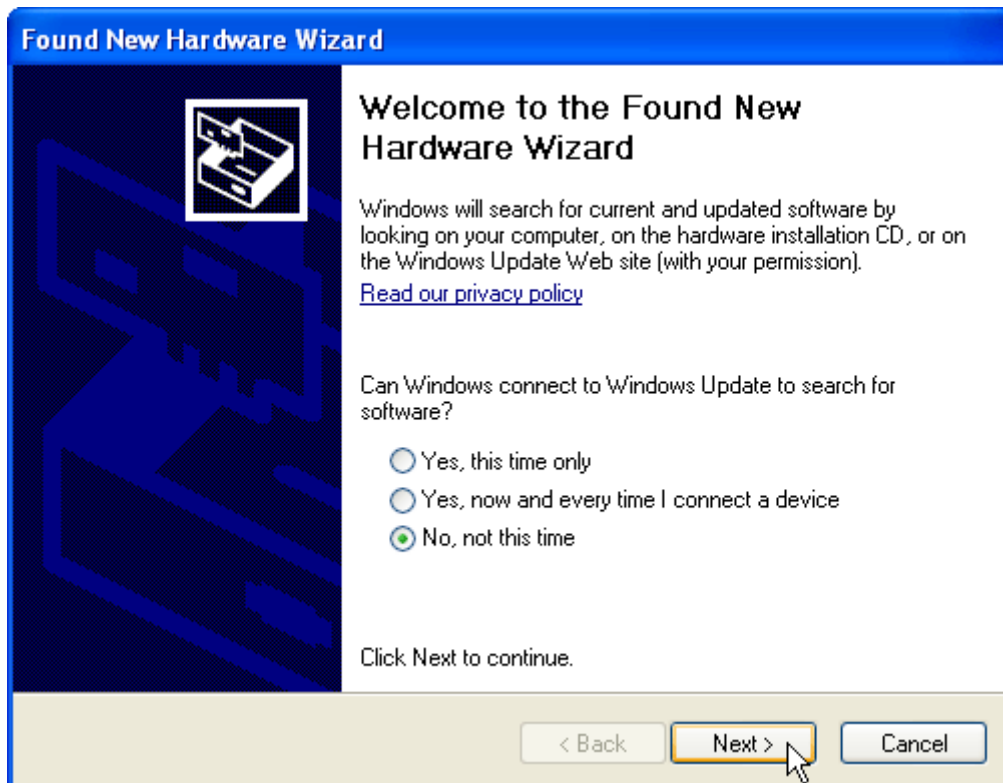 Found New Hardware Wizard
Welcome to the Found New
Hardware Wizard
Windows will search for current and updated software by
looking on your computer, on the hardware installation CD, or on
the Windows Update Web site (with your permission).
Read our privacy policy
Can Windows connect to Windows Update to search for
software?
Yes, this time only
Yes, now and every time I connect a device
No, not this time
Click Next to continue.
< Back Next > Cancel